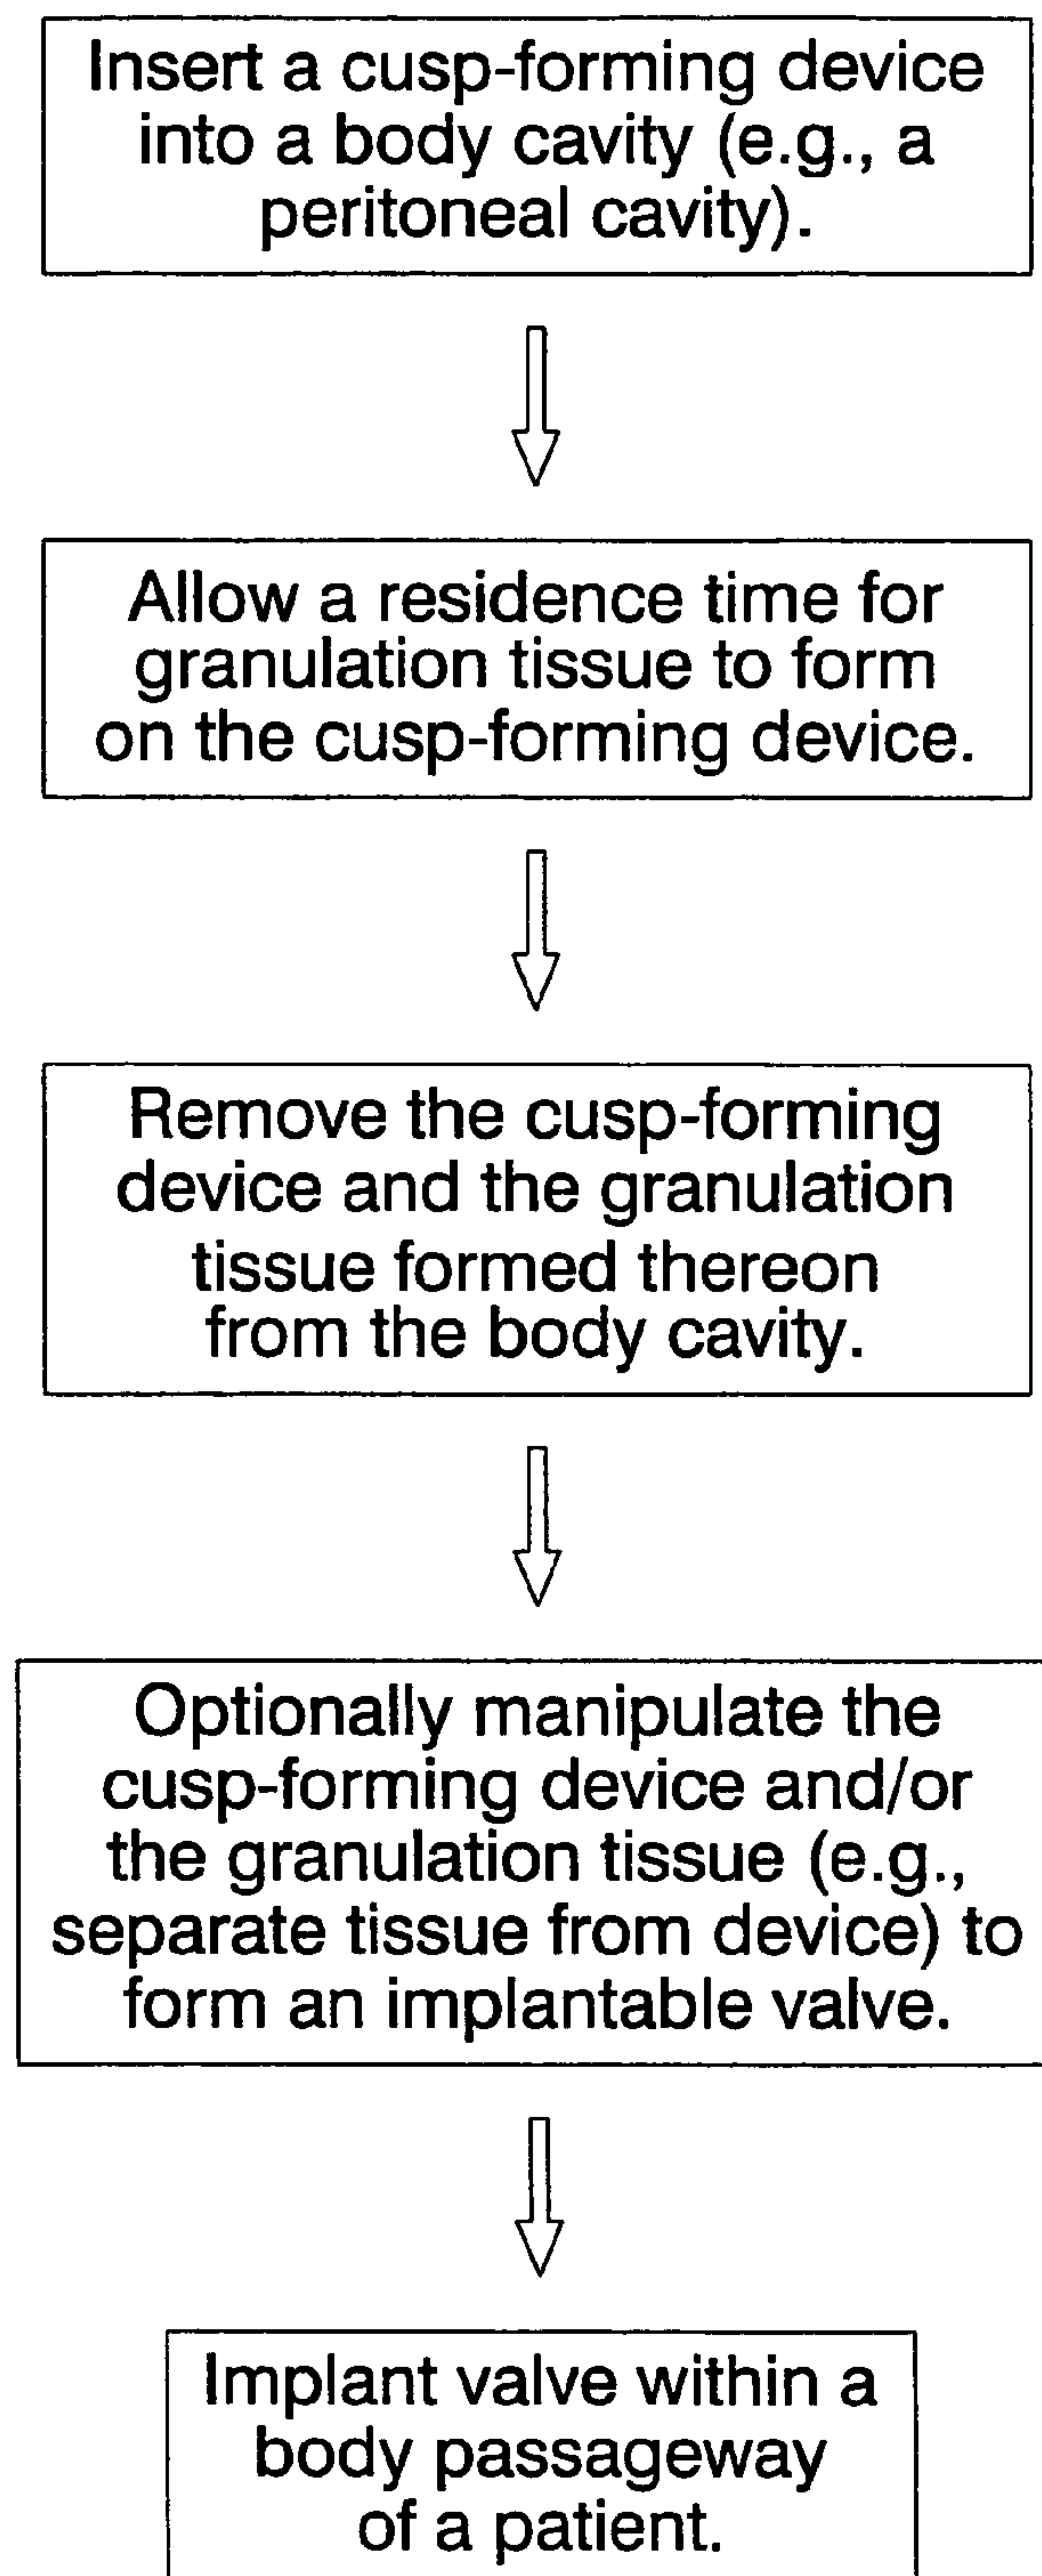 Insert a cusp-forming device
into a body cavity (e.g., a
peritoneal cavity).
Allow a residence time for
granulation tissue to form
on the cusp-forming device.
Remove the cusp-forming
device and the granulation
tissue formed thereon
from the body cavity.
Optionally manipulate the
cusp-forming device and/or
the granulation tissue (e.g.,
separate tissue from device) to
form an implantable valve.
Implant valve within a
body passageway
of a patient.